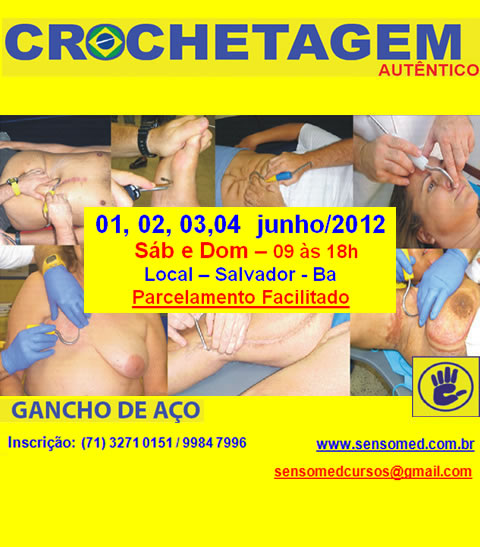 CROCHETAGEM
AUTÊNTICO
01, 02, 03,04 junho/2012
Sáb e Dom – 09 às 18h
Local – Salvador - Ba
Parcelamento Facilitado
GANCHO DE AÇO
Inscrição: (71) 3271 0151 / 9984 7996
www.sensomed.com.br
sensomedcursos@gmail.com